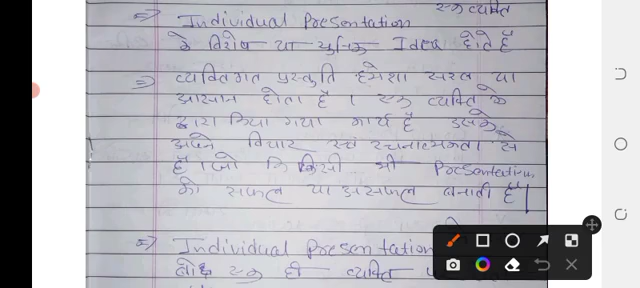 एक व्यक्ति
⇒ Individual Presentation
के विशेष या यूनिक Idea होते हैं
⇒ व्यक्तिगत प्रस्तुति हमेशा सरल या
आसान होता है। एक व्यक्ति के
द्वारा किया गया कार्य है उसके
अपने विचार एवं रचनात्मकता से
है। जो कि किसी भी Presentation
को सफल या असफल बनाती है|
⇒ Individual Presentation
एक ही व्यक्ति